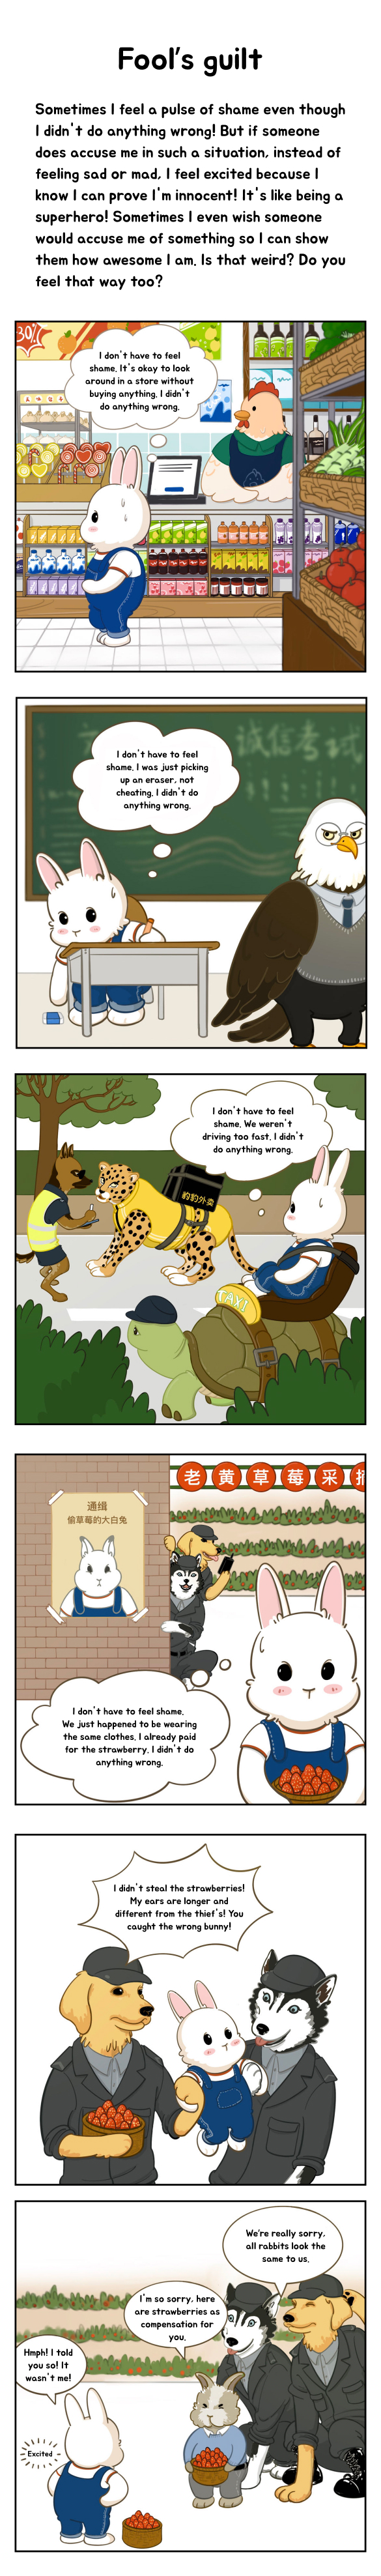 Fool's guilt
Sometimes I feel a pulse of shame even though
I didn't do anything wrong! But if someone
does accuse me in such a situation, instead of
feeling sad or mad, I feel excited because I
know I can prove I'm innocent! It's like being a
superhero! Sometimes I even wish someone
would accuse me of something so I can show
them how awesome I am. Is that weird? Do you
feel that way too?
30%
I don't have to feel
shame. It's okay to look
around in a store without
buying anything. I didn't
do anything wrong.
I don't have to feel
shame. I was just picking
up an eraser, not
cheating. I didn't do
anything wrong.
诚信考试
I don't have to feel
shame. We weren't
driving too fast. I didn't
do anything wrong.
豹豹外卖
TAXI
老黄草莓采摘
通缉
偷草莓的大白兔
I don't have to feel shame.
We just happened to be wearing
the same clothes. I already paid
for the strawberry. I didn't do
anything wrong.
I didn't steal the strawberries!
My ears are longer and
different from the thief's! You
caught the wrong bunny!
We're really sorry,
all rabbits look the
same to us.
I'm so sorry, here
are strawberries as
compensation for
you.
Hmph! I told
you so! It
wasn't me!
Excited